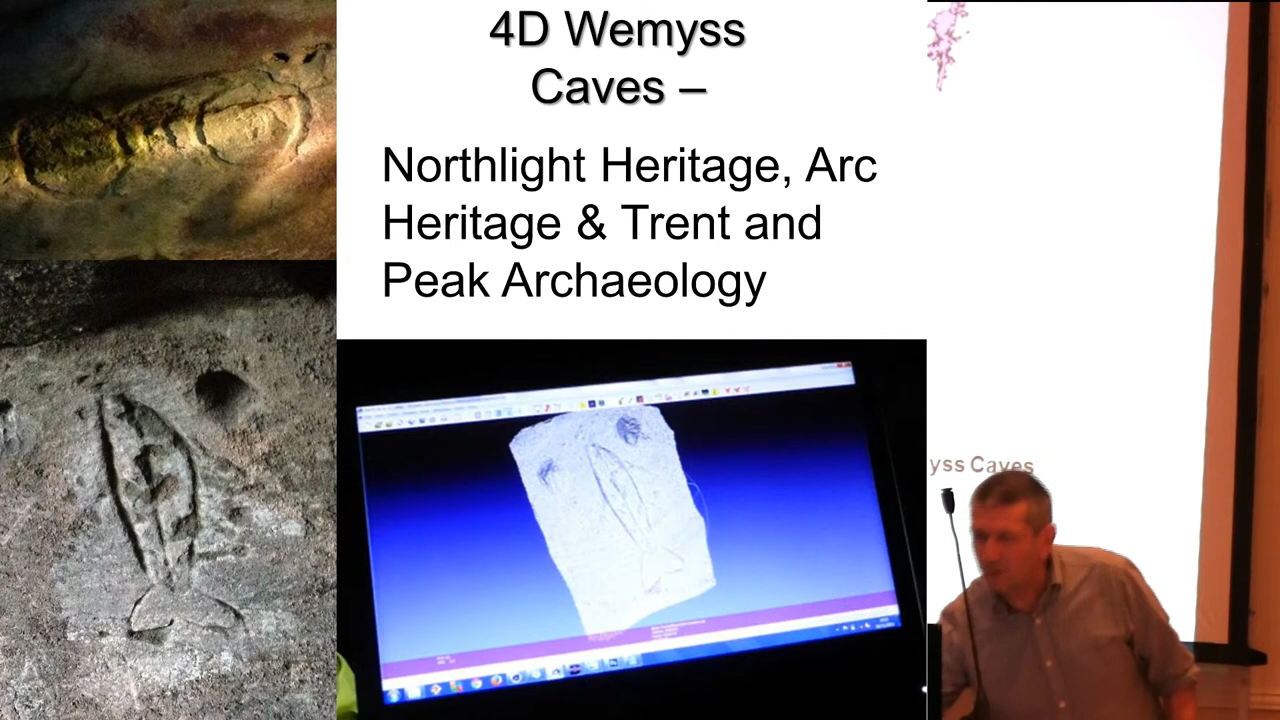 4D Wemyss
Caves –
Northlight Heritage, Arc
Heritage & Trent and
Peak Archaeology
yss Caves